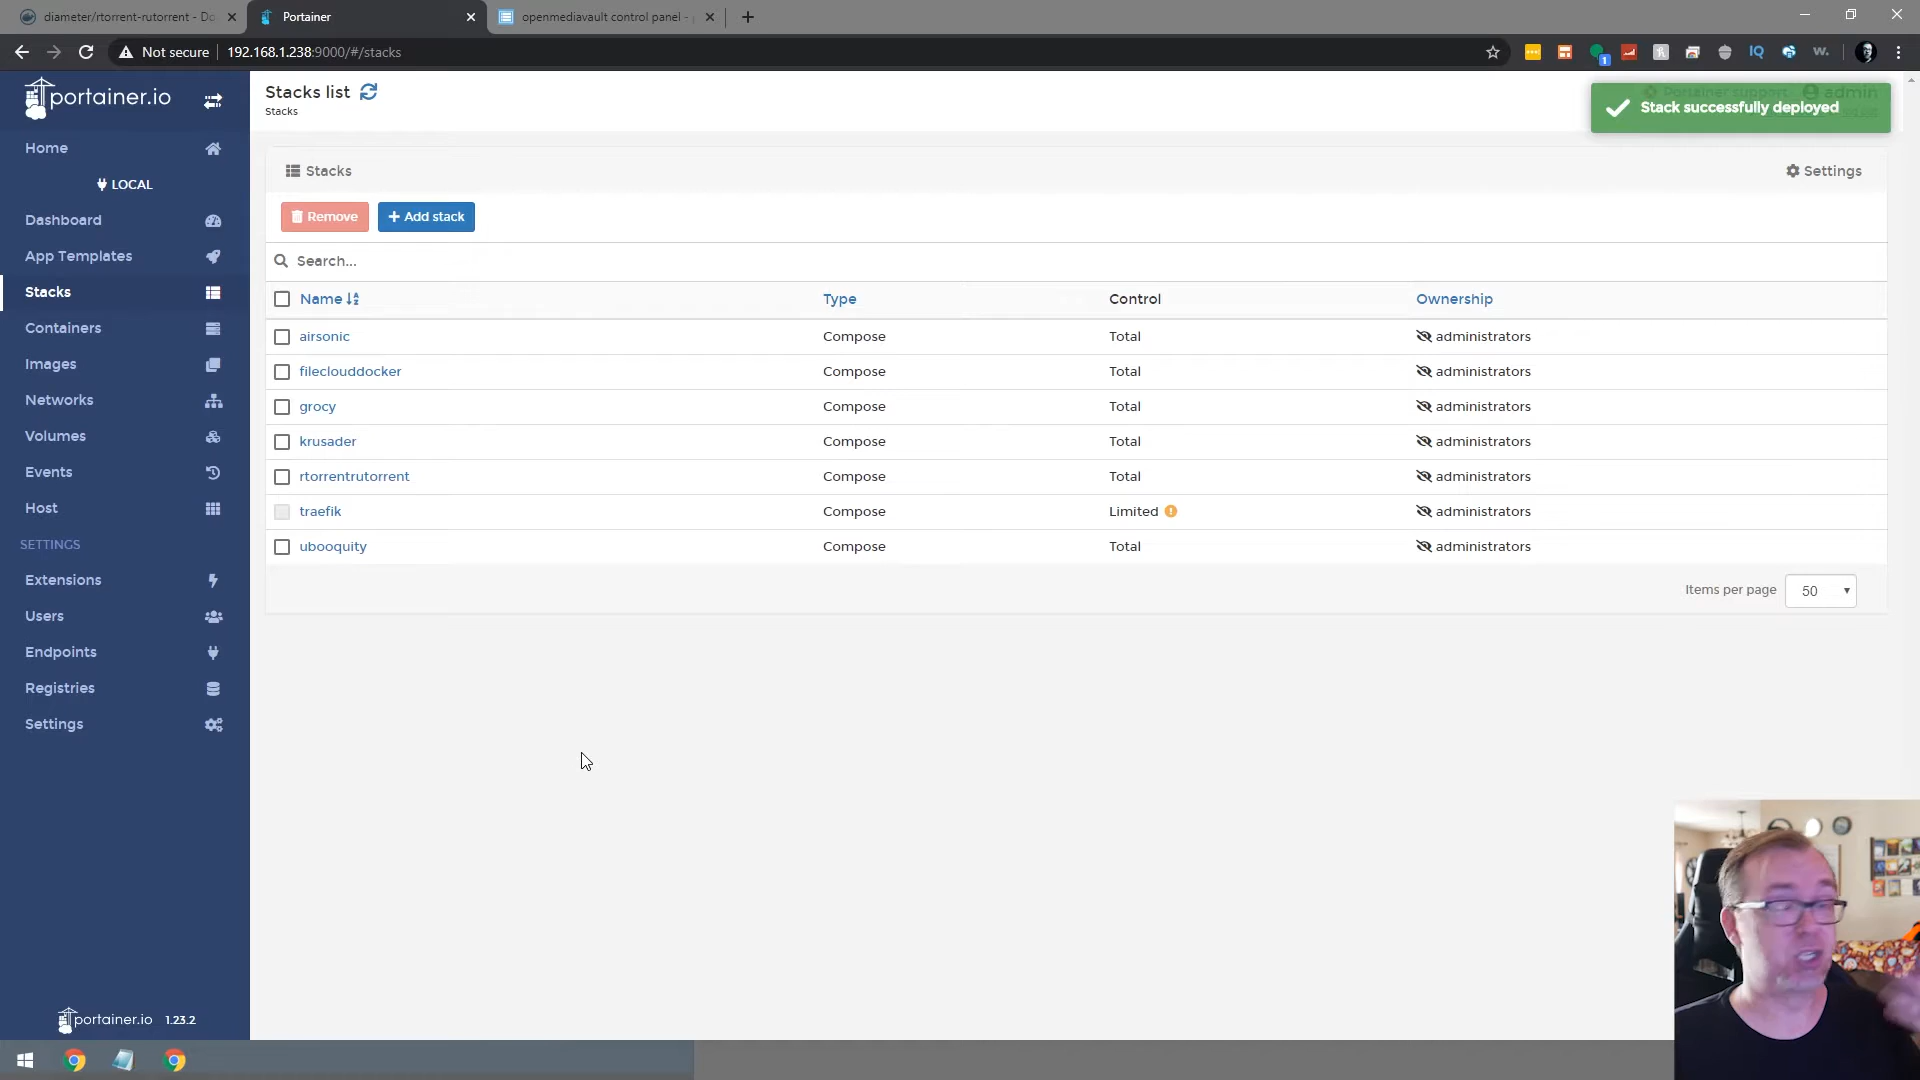 diameter/rtorrent-rutorrent - Do
Portainer
openmediavault control panel -
Not secure
192.168.1.238:9000/#/stacks
IQ
w.
1
portainer.io
Home
LOCAL
Dashboard
App Templates
Stacks
Containers
Images
Networks
Volumes
Events
Host
SETTINGS
Extensions
Users
Endpoints
Registries
Settings
portainer.io 1.23.2
Stacks list
Stacks
Portainer support admin
Stack successfully deployed
Stacks
Settings
Remove
Add stack
Search...
Name Type Control Ownership
airsonic Compose Total administrators
fileclouddocker Compose Total administrators
grocy Compose Total administrators
krusader Compose Total administrators
rtorrentrutorrent Compose Total administrators
traefik Compose Limited administrators
ubooquity Compose Total administrators
Items per page 50